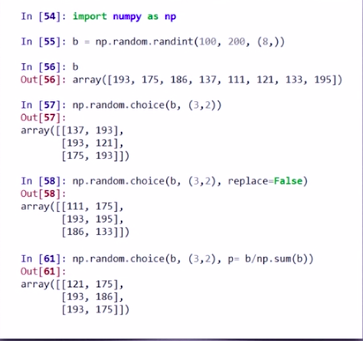 In [54]: import numpy as np
In [55]: b = np.random.randint(100, 200, (8,))
In [56]: b
Out[56]: array([193, 175, 186, 137, 111, 121, 133, 195])
In [57]: np.random.choice(b, (3,2))
Out[57]:
array([[137, 193],
       [193, 121],
       [175, 193]])
In [58]: np.random.choice(b, (3,2), replace=False)
Out[58]:
array([[111, 175],
       [193, 195],
       [186, 133]])
In [61]: np.random.choice(b, (3,2), p= b/np.sum(b))
Out[61]:
array([[121, 175],
       [193, 186],
       [193, 175]])